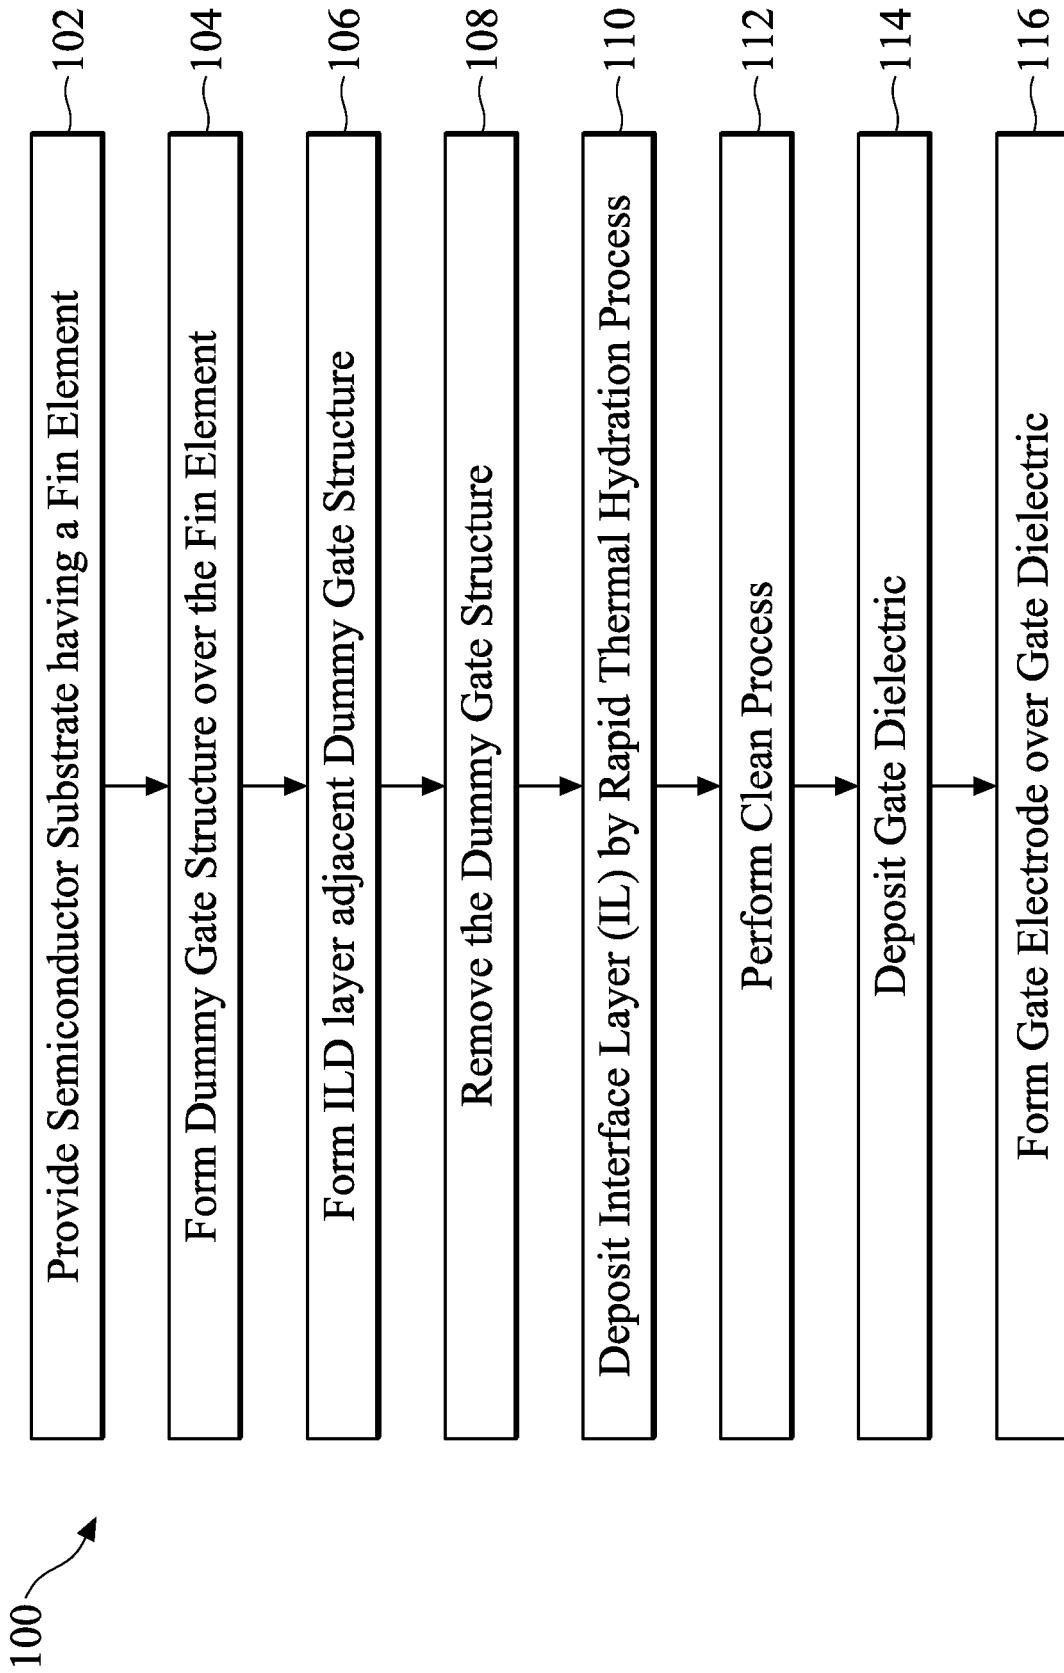 100
Provide Semiconductor Substrate having a Fin Element
102
Form Dummy Gate Structure over the Fin Element
104
Form ILD layer adjacent Dummy Gate Structure
106
Remove the Dummy Gate Structure
108
Deposit Interface Layer (IL) by Rapid Thermal Hydration Process
110
Perform Clean Process
112
Deposit Gate Dielectric
114
Form Gate Electrode over Gate Dielectric
116